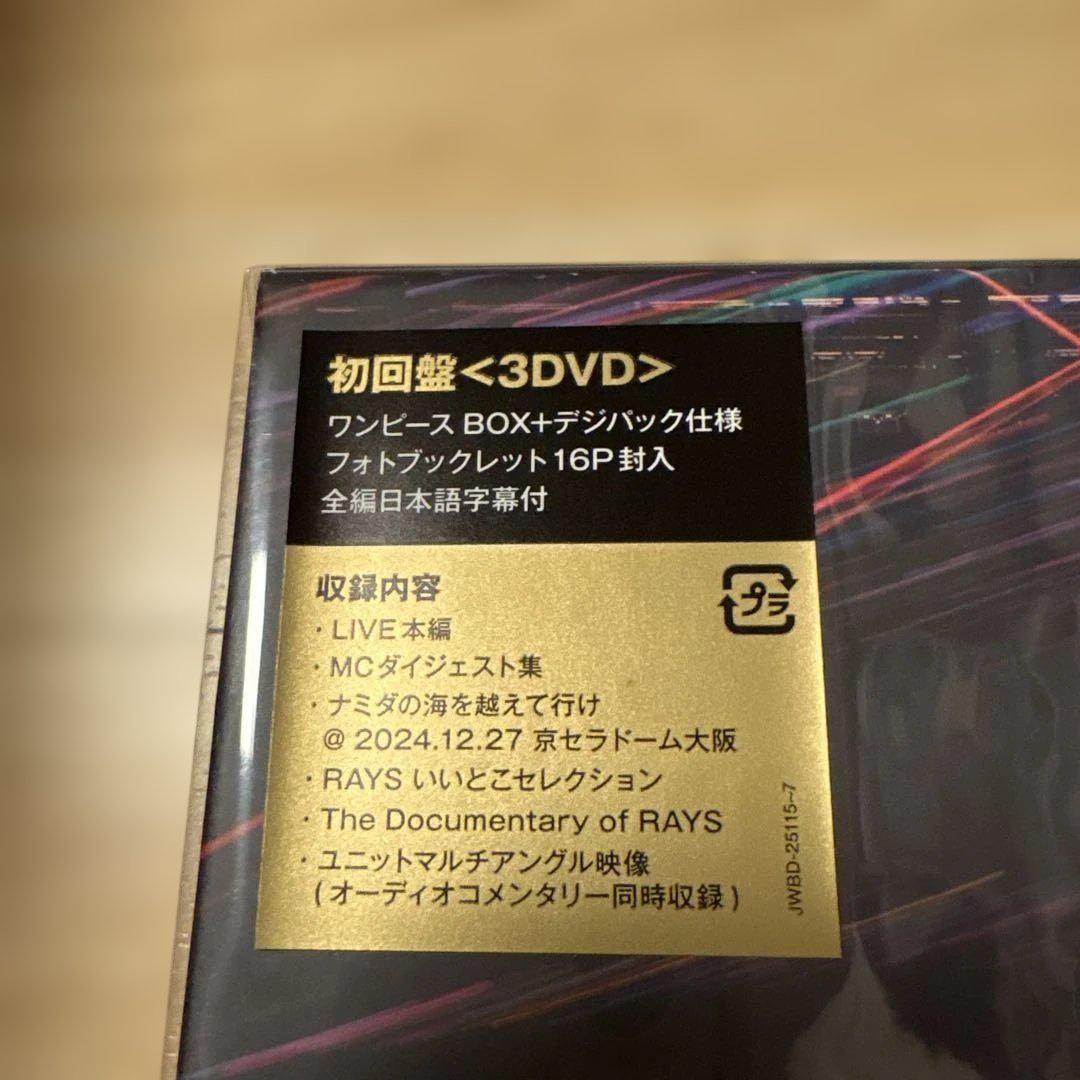 初回盤<3DVD>
ワンピース BOX+デジパック仕様
フォトブックレット16P封入
全編日本語字幕付
収録内容
プラ
・LIVE本編
・MCダイジェスト集
・ナミダの海を越えて行け
@ 2024.12.27 京セラドーム大阪
・RAYS いいとこセレクション
・The Documentary of RAYS
・ユニットマルチアングル映像
(オーディオコメンタリー同時収録)
JWBD-25115~7